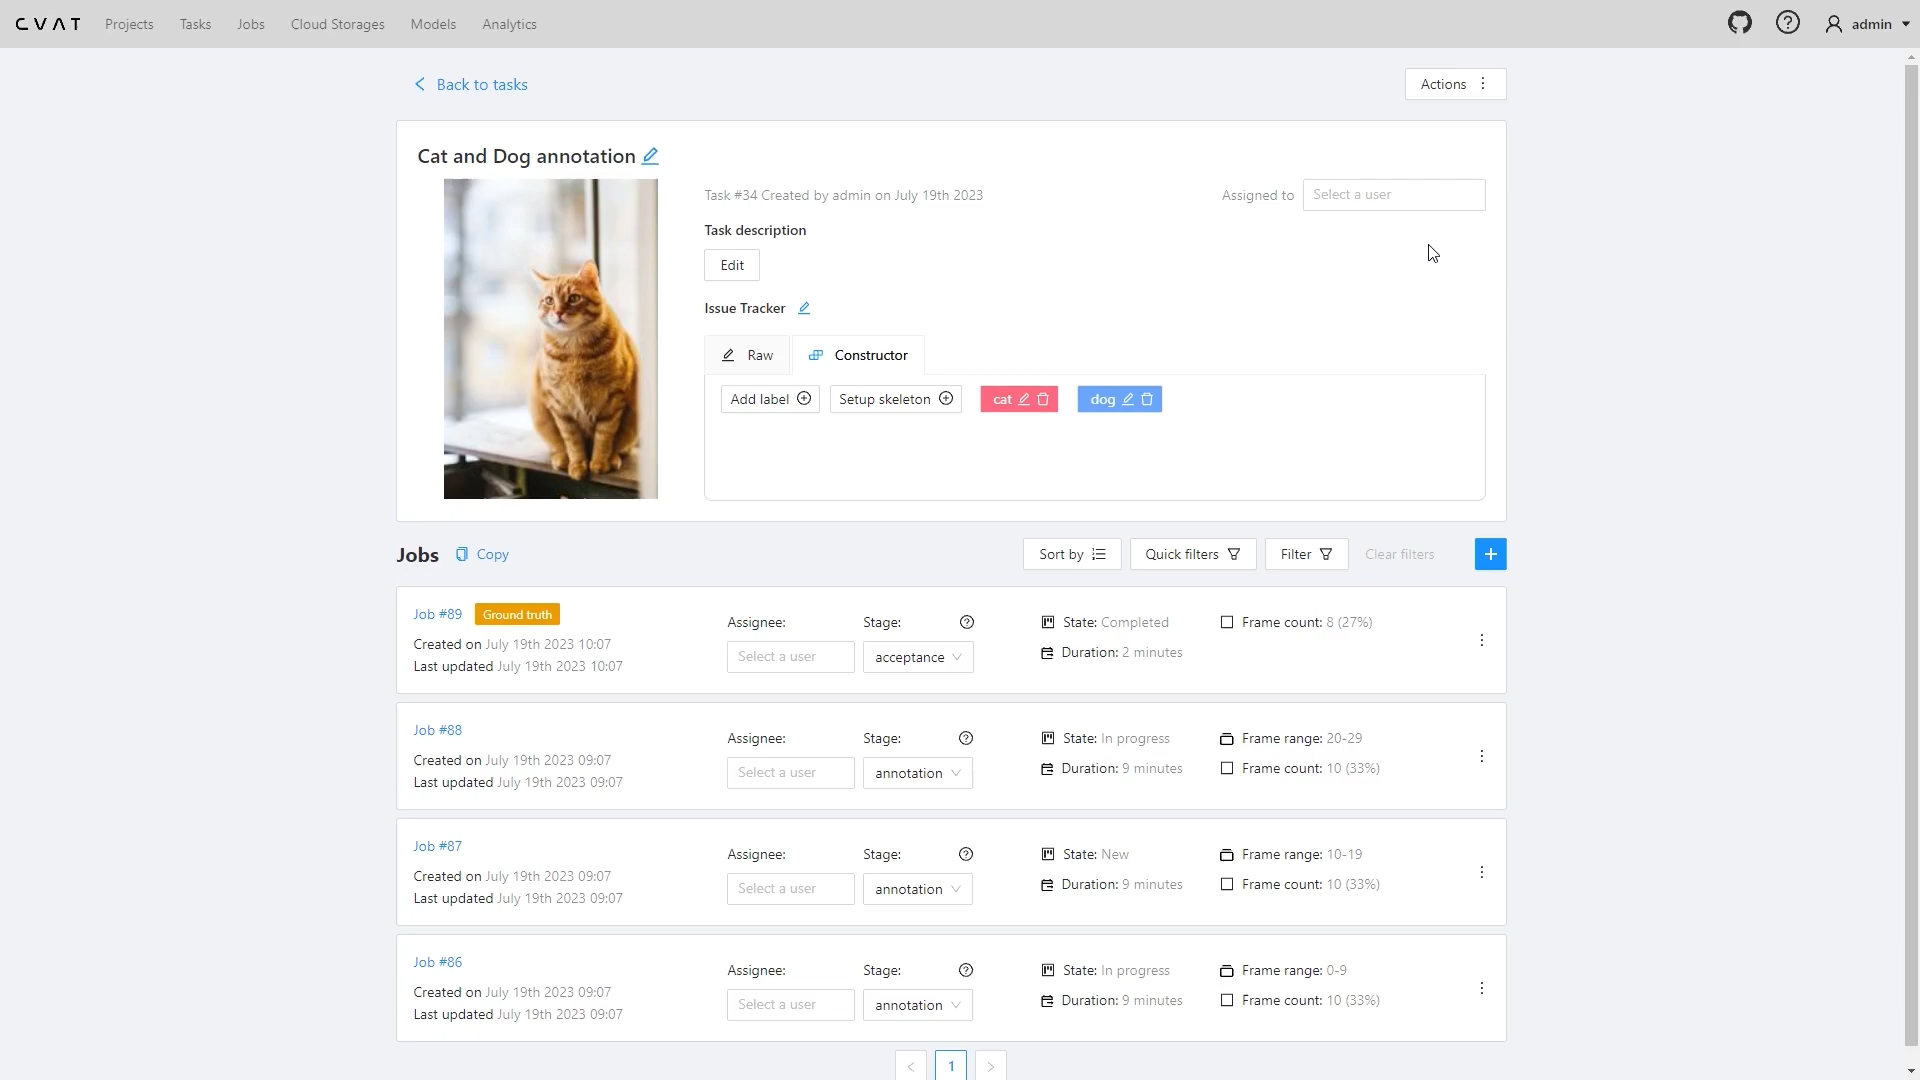 CVAT Projects Tasks Jobs Cloud Storages Models Analytics admin
Back to tasks Actions
Cat and Dog annotation
Task #34 Created by admin on July 19th 2023 Assigned to Select a user
Task description
Edit
Issue Tracker
Raw Constructor
Add label Setup skeleton cat dog
Jobs Copy Sort by Quick filters Filter Clear filters +
Job #89 Ground truth
Created on July 19th 2023 10:07
Last updated July 19th 2023 10:07
Assignee: Stage:
Select a user acceptance
State: Completed Frame count: 8 (27%)
Duration: 2 minutes
Job #88
Created on July 19th 2023 09:07
Last updated July 19th 2023 09:07
Assignee: Stage:
Select a user annotation
State: In progress Frame range: 20-29
Duration: 9 minutes Frame count: 10 (33%)
Job #87
Created on July 19th 2023 09:07
Last updated July 19th 2023 09:07
Assignee: Stage:
Select a user annotation
State: New Frame range: 10-19
Duration: 9 minutes Frame count: 10 (33%)
Job #86
Created on July 19th 2023 09:07
Last updated July 19th 2023 09:07
Assignee: Stage:
Select a user annotation
State: In progress Frame range: 0-9
Duration: 9 minutes Frame count: 10 (33%)
< 1 >